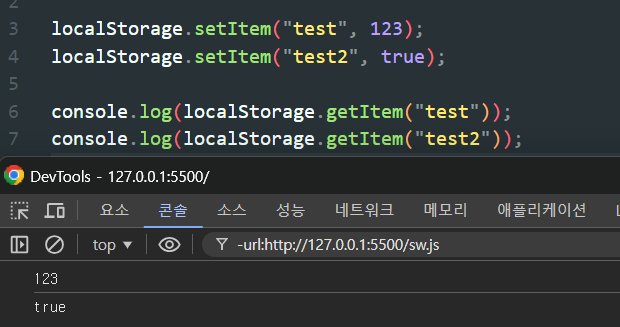 2
3 localStorage.setItem("test", 123);
4 localStorage.setItem("test2", true);
5
6 console.log(localStorage.getItem("test"));
7 console.log(localStorage.getItem("test2"));
DevTools - 127.0.0.1:5500/
요소 콘솔 소스 성능 네트워크 메모리 애플리케이션
top ▼ -url:http://127.0.0.1:5500/sw.js
123
true